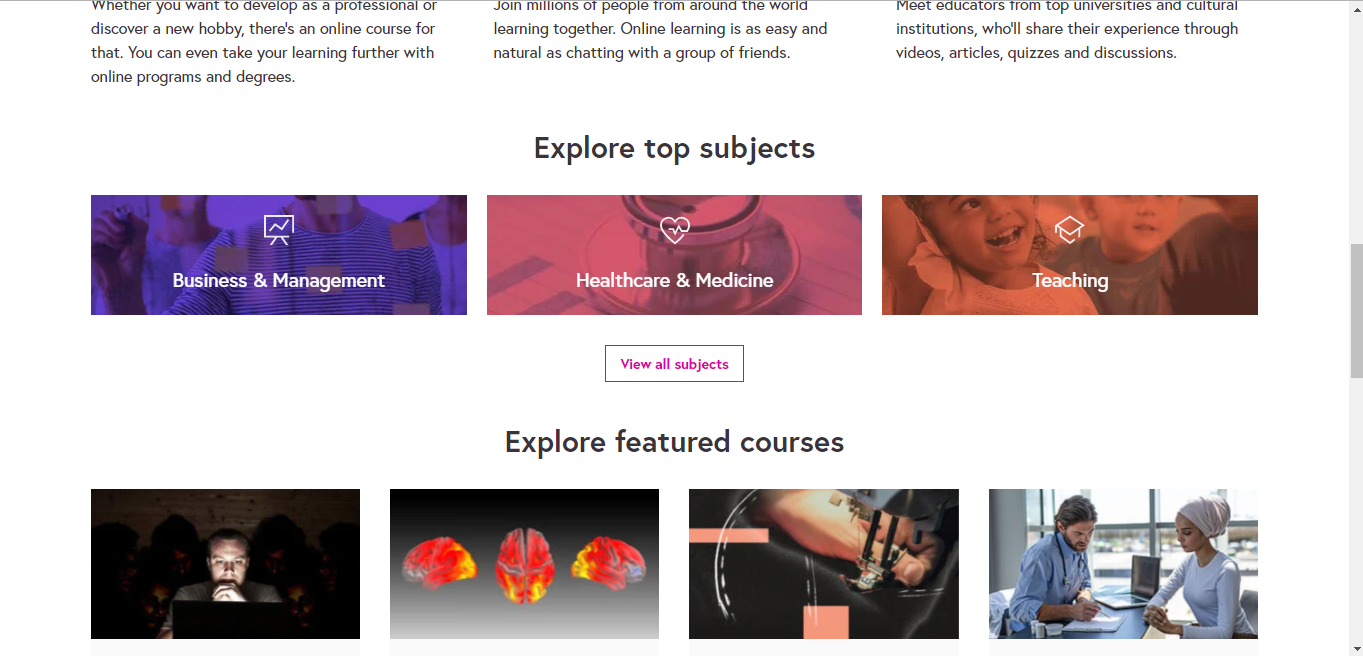 Whether you want to develop as a professional or
discover a new hobby, there's an online course for
that. You can even take your learning further with
online programs and degrees.
Join millions of people from around the world
learning together. Online learning is as easy and
natural as chatting with a group of friends.
Meet educators from top universities and cultural
institutions, who'll share their experience through
videos, articles, quizzes and discussions.
Explore top subjects
Business & Management
Healthcare & Medicine
Teaching
View all subjects
Explore featured courses